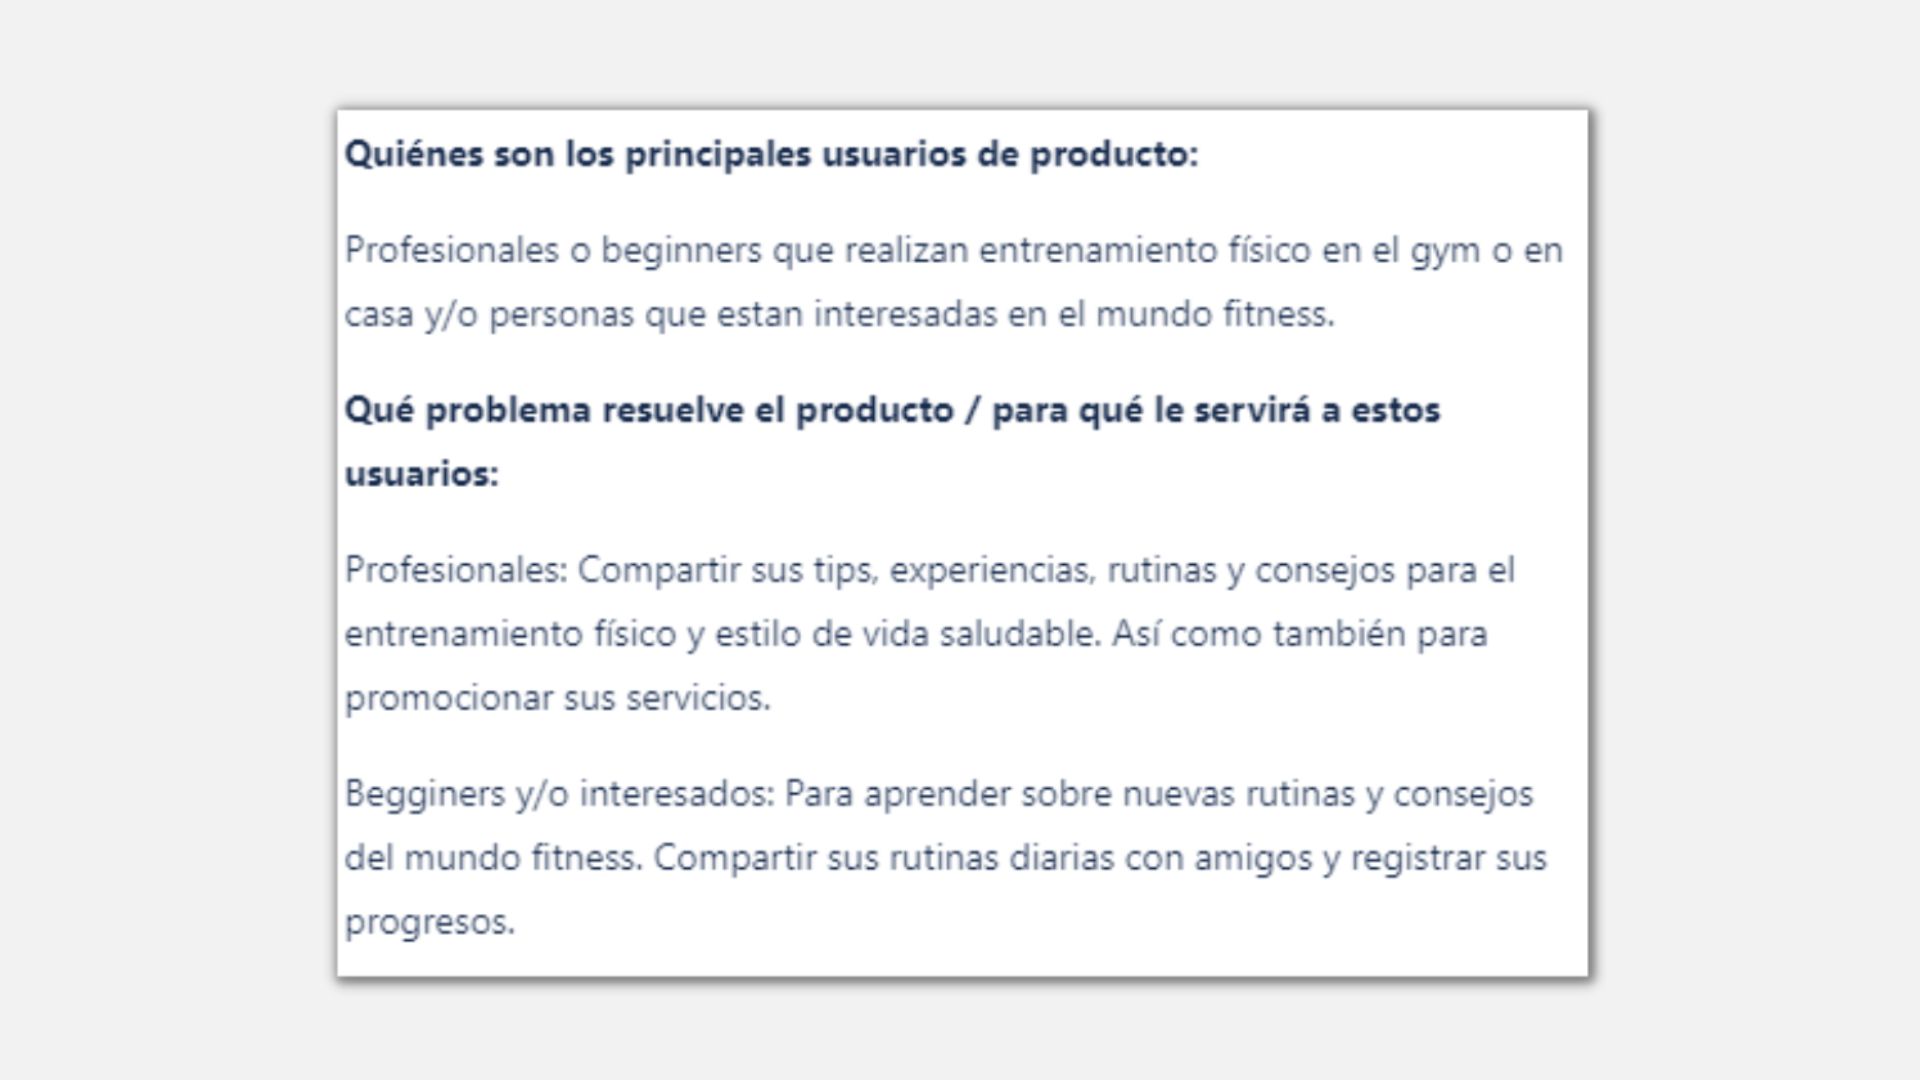 Quiénes son los principales usuarios de producto:
Profesionales o beginners que realizan entrenamiento físico en el gym o en
casa y/o personas que estan interesadas en el mundo fitness.
Qué problema resuelve el producto / para qué le servirá a estos
usuarios:
Profesionales: Compartir sus tips, experiencias, rutinas y consejos para el
entrenamiento físico y estilo de vida saludable. Así como también para
promocionar sus servicios.
Begginers y/o interesados: Para aprender sobre nuevas rutinas y consejos
del mundo fitness. Compartir sus rutinas diarias con amigos y registrar sus
progresos.